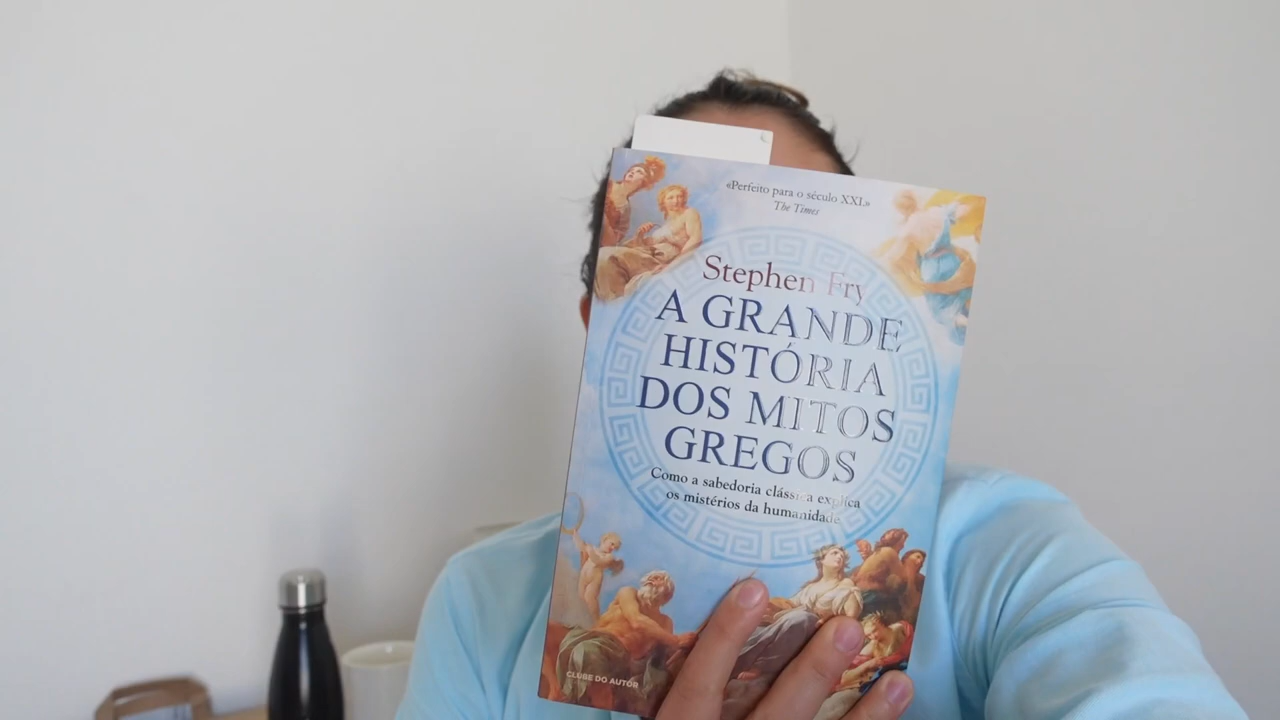 «Perfeito para o século XXI.»
The Times
Stephen Fry
A GRANDE
HISTÓRIA
DOS MITOS
GREGOS
Como a sabedoria clássica explica
os mistérios da humanidade
CLUBE DO AUTOR